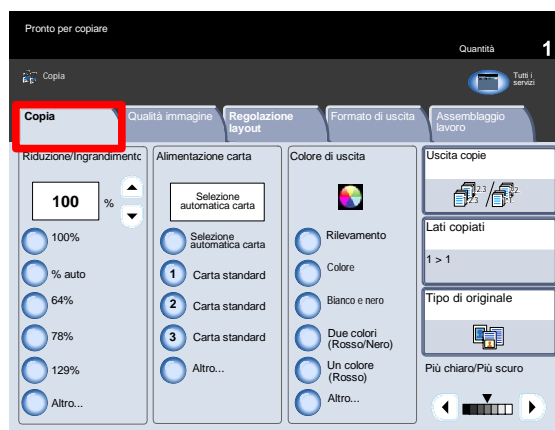 Pronto per copiare
Quantità 1
Copia
Tutti i
servizi
Copia
Qualità immagine
Regolazione
layout
Formato di uscita
Assemblaggio
lavoro
Riduzione/Ingrandimento
100 %
100%
% auto
64%
78%
129%
Altro...
Alimentazione carta
Selezione
automatica carta
Selezione
automatica carta
1 Carta standard
2 Carta standard
3 Carta standard
Altro...
Colore di uscita
Rilevamento
Colore
Bianco e nero
Due colori
(Rosso/Nero)
Un colore
(Rosso)
Altro...
Uscita copie
Lati copiati
1 > 1
Tipo di originale
Più chiaro/Più scuro